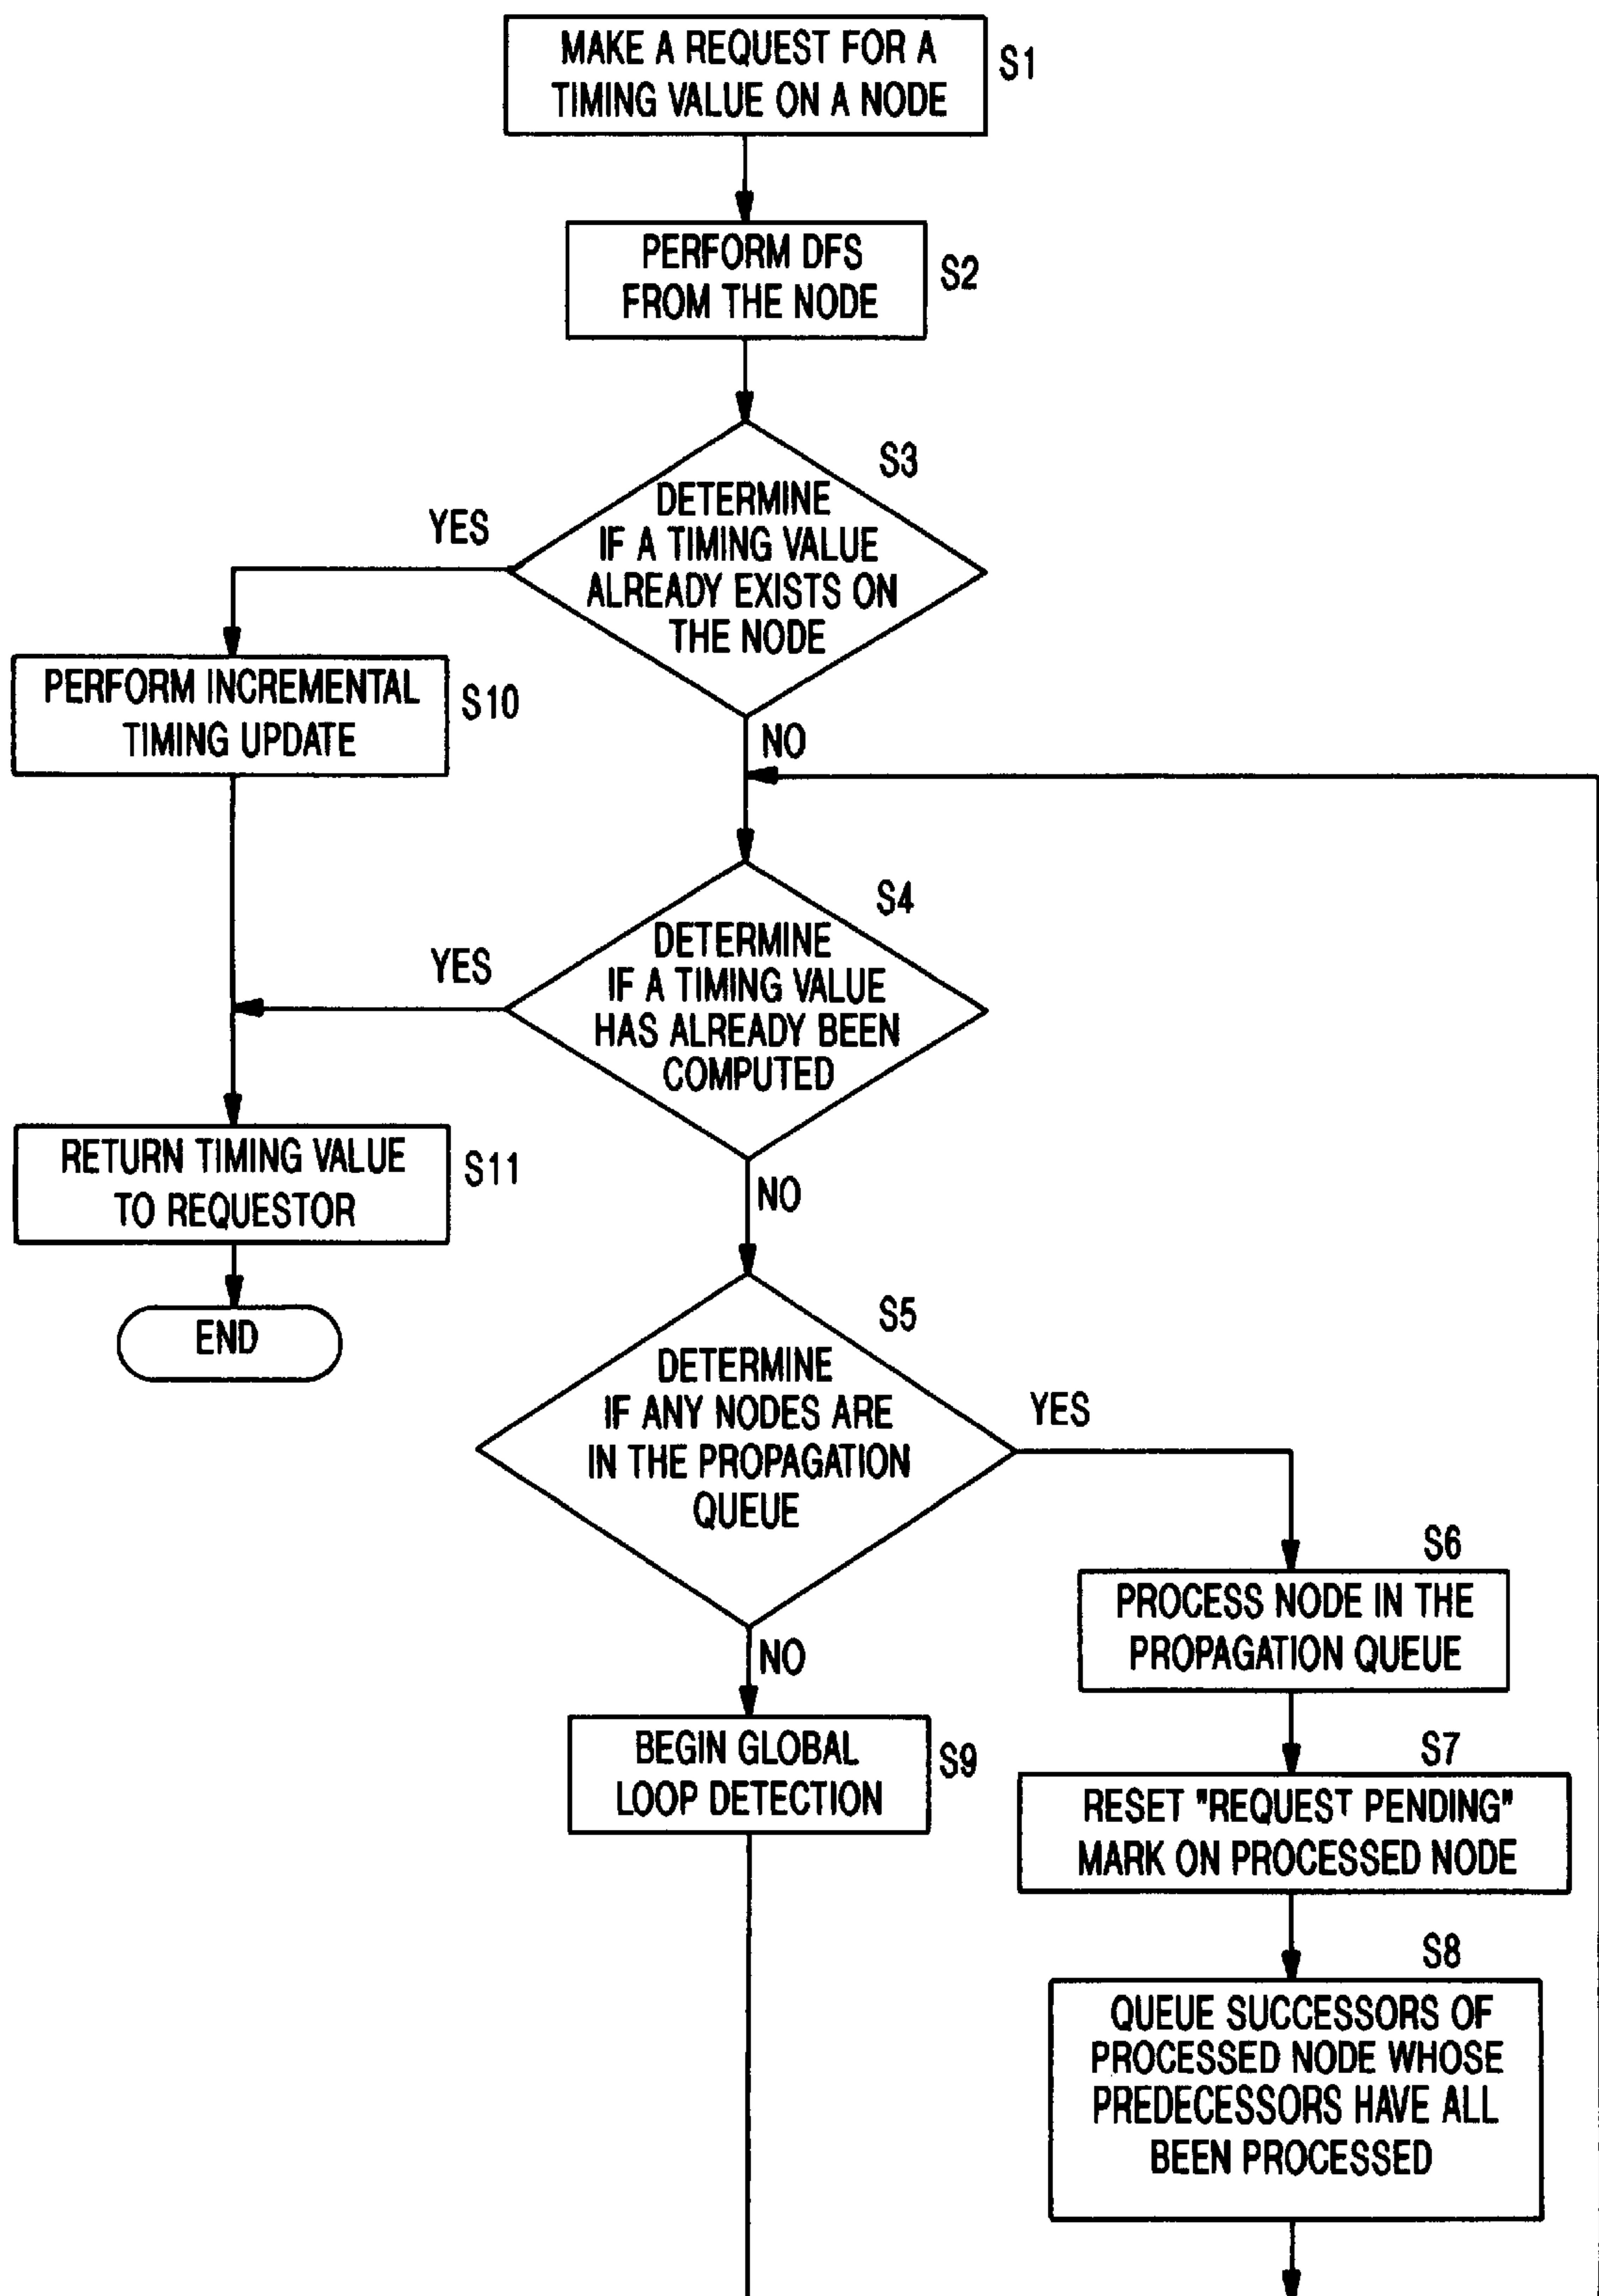 MAKE A REQUEST FOR A
TIMING VALUE ON A NODE
S1
PERFORM DFS
FROM THE NODE
S2
S3
DETERMINE
IF A TIMING VALUE
ALREADY EXISTS ON
THE NODE
YES
NO
PERFORM INCREMENTAL
TIMING UPDATE
S10
S4
DETERMINE
IF A TIMING VALUE
HAS ALREADY BEEN
COMPUTED
YES
NO
RETURN TIMING VALUE
TO REQUESTOR
S11
END
S5
DETERMINE
IF ANY NODES ARE
IN THE PROPAGATION
QUEUE
YES
NO
S6
PROCESS NODE IN THE
PROPAGATION QUEUE
BEGIN GLOBAL
LOOP DETECTION
S9
S7
RESET "REQUEST PENDING"
MARK ON PROCESSED NODE
S8
QUEUE SUCCESSORS OF
PROCESSED NODE WHOSE
PREDECESSORS HAVE ALL
BEEN PROCESSED